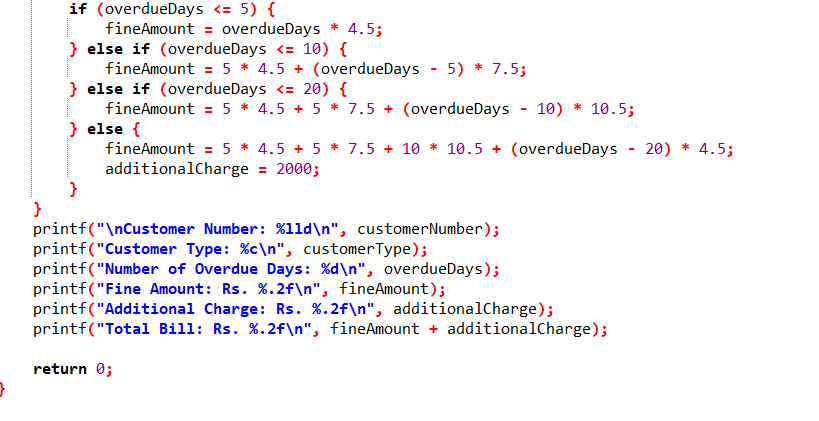 if (overdueDays <= 5) {
fineAmount = overdueDays * 4.5;
} else if (overdueDays <= 10) {
fineAmount = 5 * 4.5 + (overdueDays - 5) * 7.5;
} else if (overdueDays <= 20) {
fineAmount = 5 * 4.5 + 5 * 7.5 + (overdueDays - 10) * 10.5;
} else {
fineAmount = 5 * 4.5 + 5 * 7.5 + 10 * 10.5 + (overdueDays - 20) * 4.5;
additionalCharge = 2000;
}
}
printf("\nCustomer Number: %lld\n", customerNumber);
printf("Customer Type: %c\n", customerType);
printf("Number of Overdue Days: %d\n", overdueDays);
printf("Fine Amount: Rs. %.2f\n", fineAmount);
printf("Additional Charge: Rs. %.2f\n", additionalCharge);
printf("Total Bill: Rs. %.2f\n", fineAmount + additionalCharge);
return 0;
}